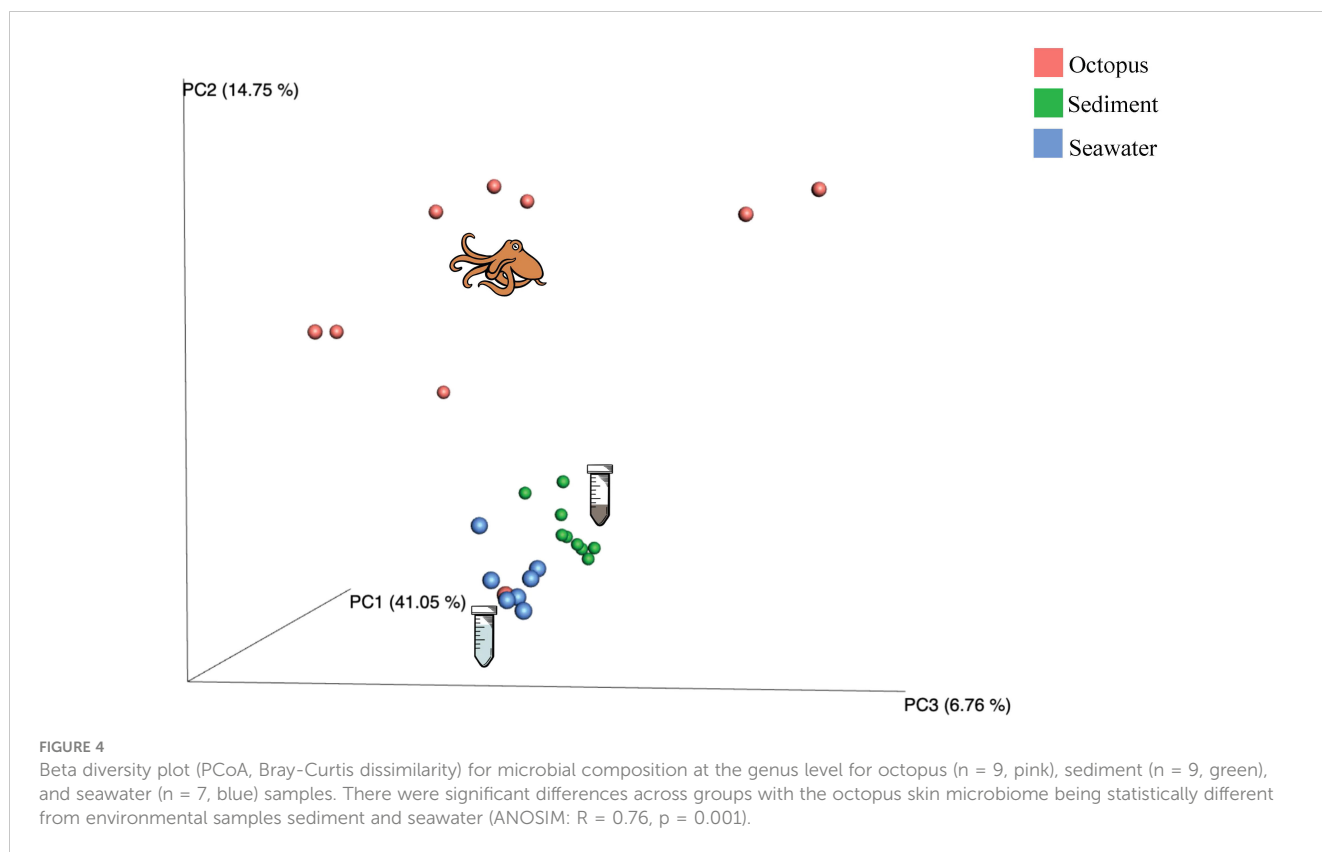 PC2 (14.75 %)
Octopus
Sediment
Seawater
PC1 (41.05 %)
PC3 (6.76 %)
FIGURE 4
Beta diversity plot (PCoA, Bray-Curtis dissimilarity) for microbial composition at the genus level for octopus (n = 9, pink), sediment (n = 9, green),
and seawater (n = 7, blue) samples. There were significant differences across groups with the octopus skin microbiome being statistically different
from environmental samples sediment and seawater (ANOSIM: R = 0.76, p = 0.001).